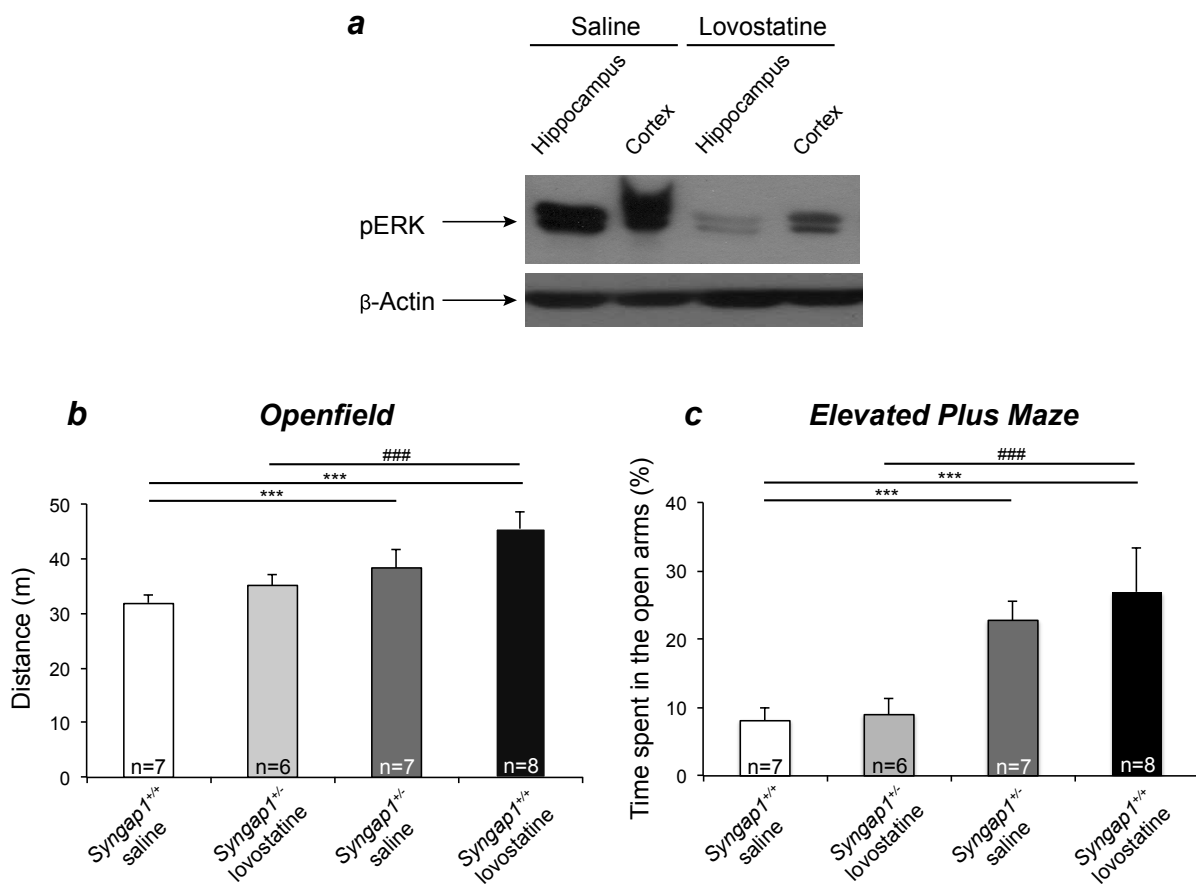 a
Saline Lovostatine
Hippocampus Cortex Hippocampus Cortex
pERK
β-Actin
b Openfield
###
***
***
Distance (m)
50
40
30
20
10
0
n=7 n=6 n=7 n=8
Syngap1+/+ saline
Syngap1+/- lovostatine
Syngap1+/- saline
Syngap1+/+ lovostatine
c Elevated Plus Maze
###
***
***
Time spent in the open arms (%)
40
30
20
10
0
n=7 n=6 n=7 n=8
Syngap1+/+ saline
Syngap1+/- lovostatine
Syngap1+/- saline
Syngap1+/+ lovostatine